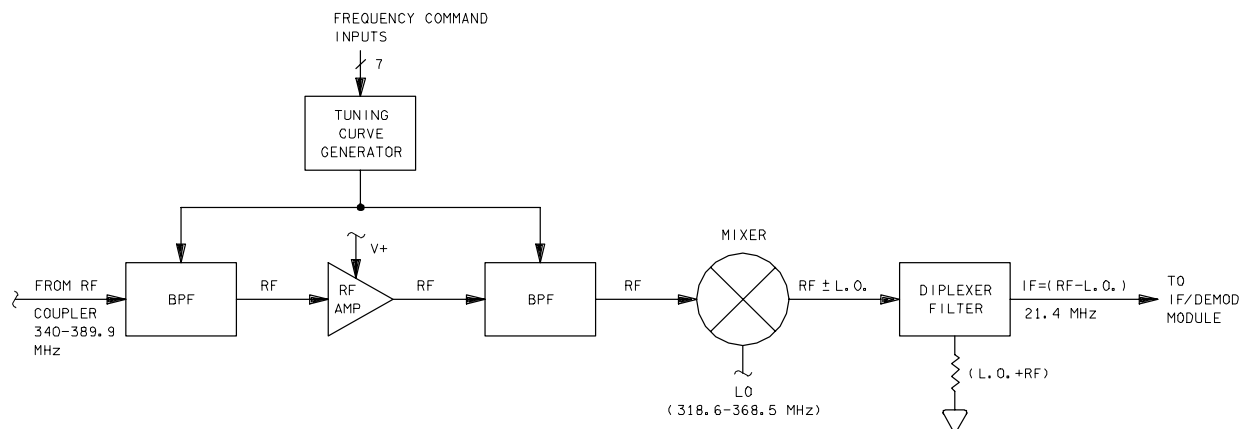 FREQUENCY COMMAND
INPUTS
7
TUNING
CURVE
GENERATOR
V+
MIXER
FROM RF
COUPLER
340-389.9
MHz
BPF
RF
RF
AMP
RF
BPF
RF
RF ± L.O.
DIPLEXER
FILTER
IF=(RF-L.O.)
21.4 MHz
TO
IF/DEMOD
MODULE
LO
(318.6-368.5 MHz)
(L.O.+RF)